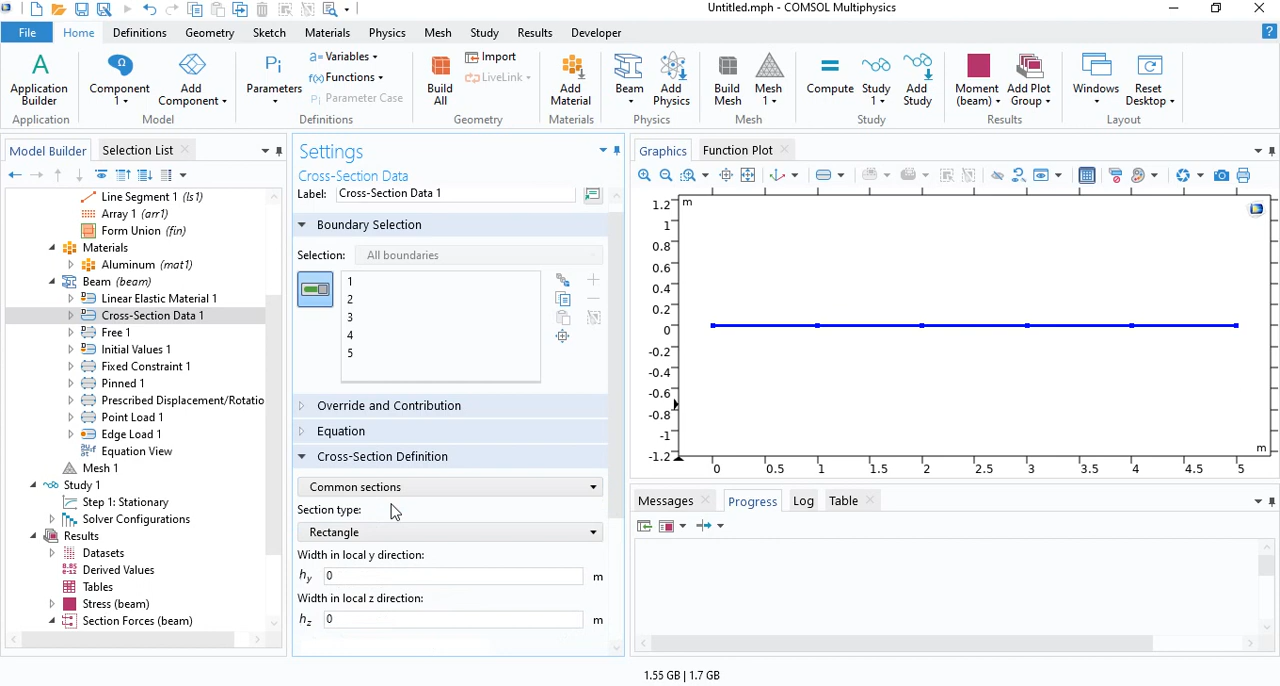 Untitled.mph - COMSOL Multiphysics
File
Home
Definitions
Geometry
Sketch
Materials
Physics
Mesh
Study
Results
Developer
Application Builder
Component 1
Add Component
Pi
Parameters
a= Variables
f(x) Functions
Pi Parameter Case
Build All
Import
LiveLink
Add Material
Beam
Add Physics
Build Mesh
Mesh 1
Compute
Study 1
Add Study
Moment (beam)
Add Plot Group
Windows
Reset Desktop
Application
Model
Definitions
Geometry
Materials
Physics
Mesh
Study
Results
Layout
Model Builder
Selection List
Line Segment 1 (ls1)
Array 1 (arr1)
Form Union (fin)
Materials
Aluminum (mat1)
Beam (beam)
Linear Elastic Material 1
Cross-Section Data 1
Free 1
Initial Values 1
Fixed Constraint 1
Pinned 1
Prescribed Displacement/Rotatio
Point Load 1
Edge Load 1
Equation View
Mesh 1
Study 1
Step 1: Stationary
Solver Configurations
Results
Datasets
8.85
e-12
Derived Values
Tables
Stress (beam)
Section Forces (beam)
Settings
Cross-Section Data
Label: Cross-Section Data 1
Boundary Selection
Selection: All boundaries
1
2
3
4
5
Override and Contribution
Equation
Cross-Section Definition
Common sections
Section type:
Rectangle
Width in local y direction:
hy 0 m
Width in local z direction:
hz 0 m
Graphics
Function Plot
m
1.2
1
0.8
0.6
0.4
0.2
0
-0.2
-0.4
-0.6
-0.8
-1
-1.2
m
0 0.5 1 1.5 2 2.5 3 3.5 4 4.5 5
Messages
Progress
Log
Table
1.55 GB | 1.7 GB